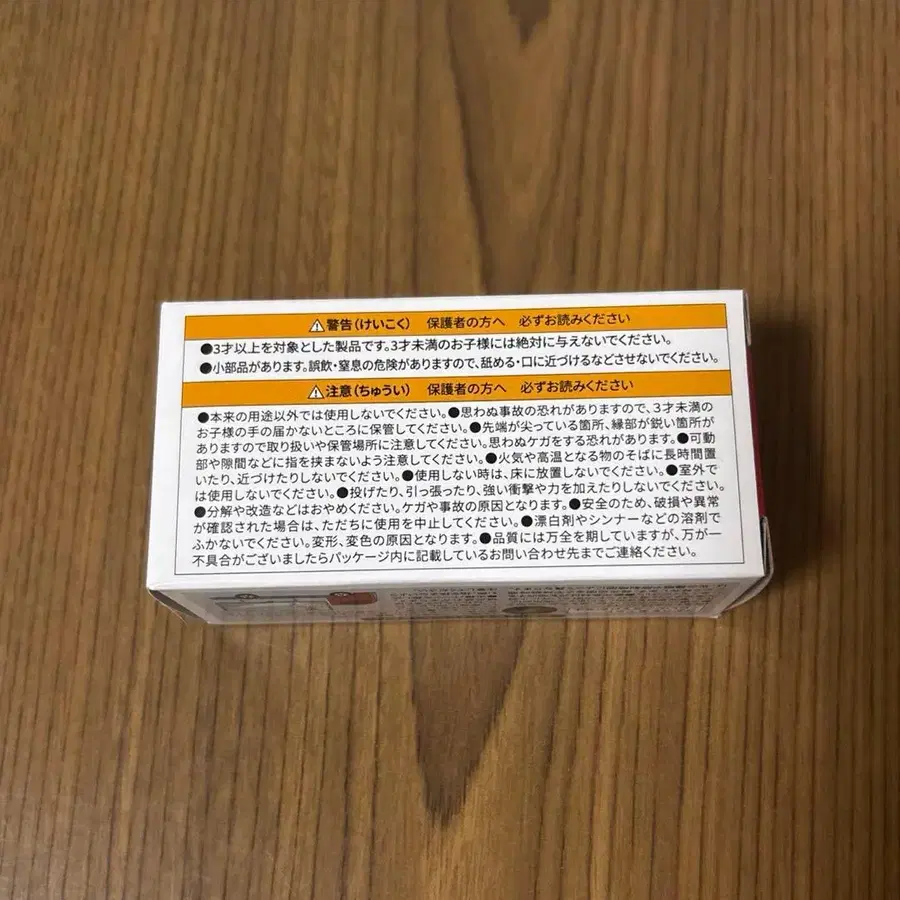 ⚠警告(けいこく) 保護者の方へ 必ずお読みください
●3才以上を対象とした製品です。3才未満のお子様には絶対に与えないでください。
●小部品があります。誤飲・窒息の危険がありますので、舐める・口に近づけるなどさせないでください。
⚠注意(ちゅうい) 保護者の方へ 必ずお読みください
●本来の用途以外では使用しないでください。●思わぬ事故の恐れがありますので、3才未満の
お子様の手の届かないところに保管してください。●先端が尖っている箇所、縁部が鋭い箇所が
ありますので取り扱いや保管場所に注意してください。思わぬケガをする恐れがあります。●可動
部や隙間などに指を挟まないよう注意してください。●火気や高温となる物のそばに長時間置
いたり、近づけたりしないでください。●使用しない時は、床に放置しないでください。●室外で
は使用しないでください。●投げたり、引っ張ったり、強い衝撃や力を加えたりしないでください。
●分解や改造などはおやめください。ケガや事故の原因となります。●安全のため、破損や異常
が確認された場合は、ただちに使用を中止してください。●漂白剤やシンナーなどの溶剤で
ふかないでください。変形、変色の原因となります。●品質には万全を期していますが、万が一
不具合がございましたらパッケージ内に記載しているお問い合わせ先までご連絡ください。